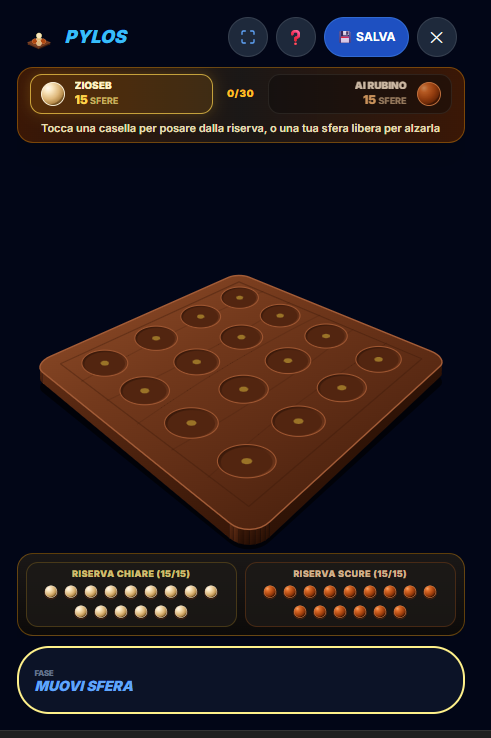 PYLOS
SALVA
ZIOSEB
15 SFERE
0/30
AI RUBINO
15 SFERE
Tocca una casella per posare dalla riserva, o una tua sfera libera per alzarla
RISERVA CHIARE (15/15)
RISERVA SCURE (15/15)
FASE
MUOVI SFERA